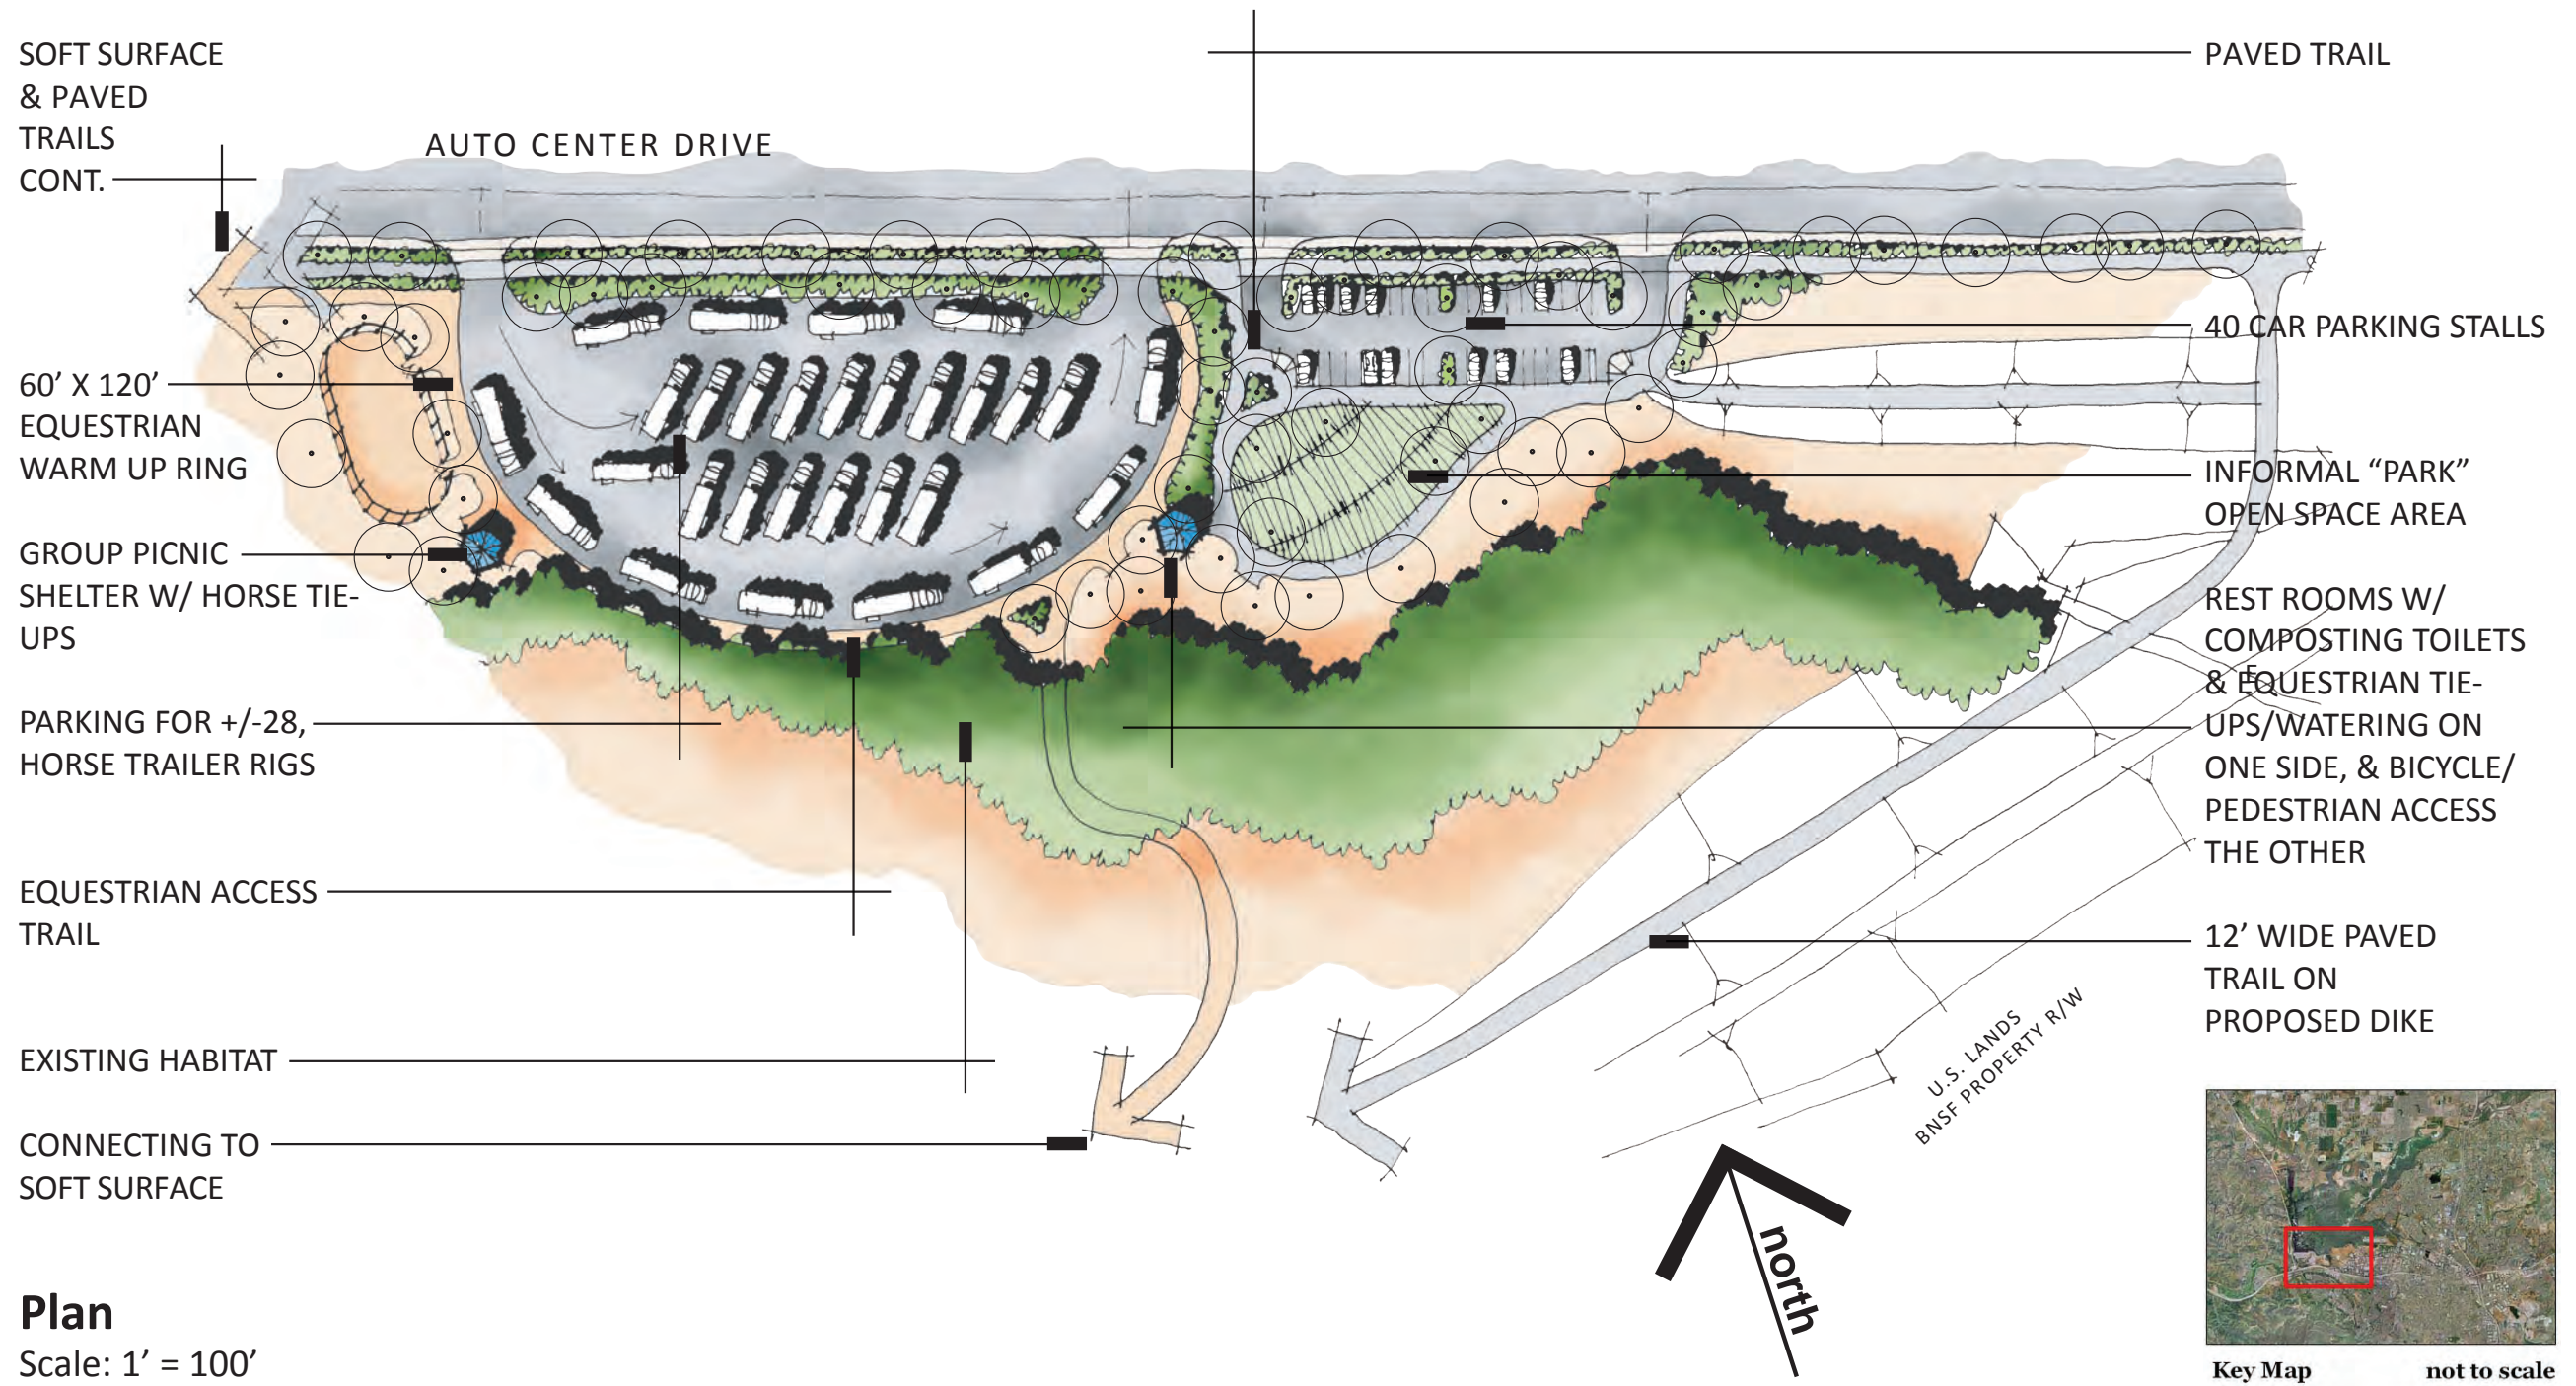 SOFT SURFACE
& PAVED
TRAILS
CONT.
AUTO CENTER DRIVE
60’ X 120’
EQUESTRIAN
WARM UP RING
GROUP PICNIC
SHELTER W/ HORSE TIE-
UPS
PARKING FOR +/-28,
HORSE TRAILER RIGS
EQUESTRIAN ACCESS
TRAIL
EXISTING HABITAT
CONNECTING TO
SOFT SURFACE
Plan
Scale: 1’ = 100’
PAVED TRAIL
40 CAR PARKING STALLS
INFORMAL “PARK”
OPEN SPACE AREA
REST ROOMS W/
COMPOSTING TOILETS
& EQUESTRIAN TIE-
UPS/WATERING ON
ONE SIDE, & BICYCLE/
PEDESTRIAN ACCESS
THE OTHER
12’ WIDE PAVED
TRAIL ON
PROPOSED DIKE
U.S. LANDS
BNSF PROPERTY R/W
north
Key Map
not to scale